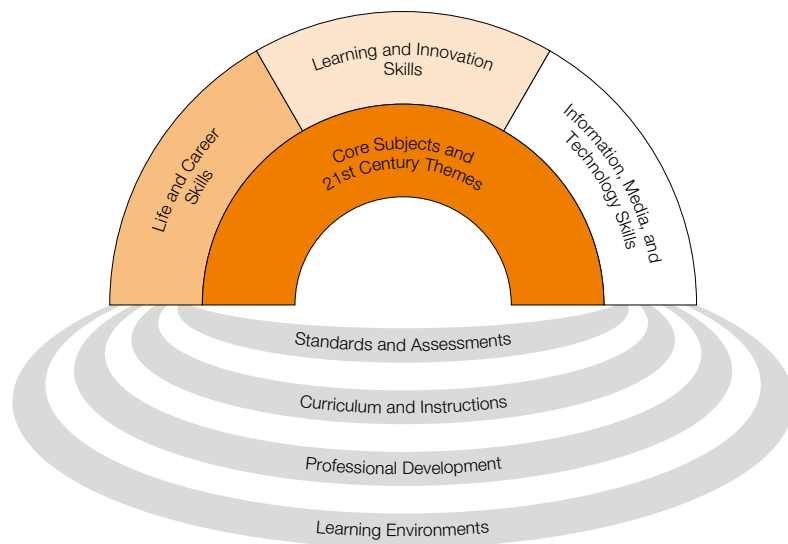 Learning and Innovation
Skills
Life and Career
Skills
Core Subjects and
21st Century Themes
Information, Media, and
Technology Skills
Standards and Assessments
Curriculum and Instructions
Professional Development
Learning Environments